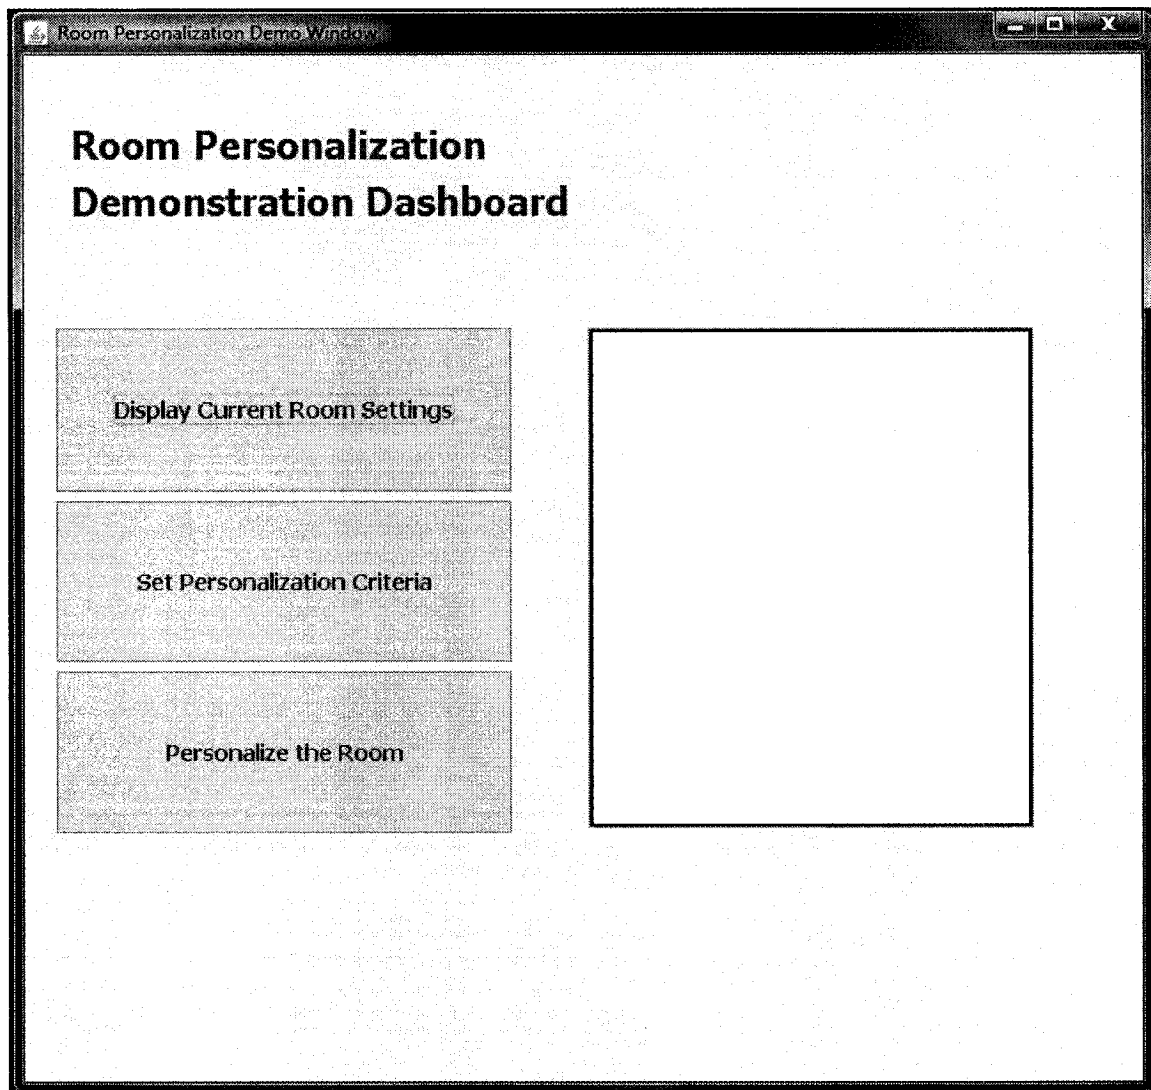 Room Personalization Demo Window
Room Personalization
Demonstration Dashboard
Display Current Room Settings
Set Personalization Criteria
Personalize the Room